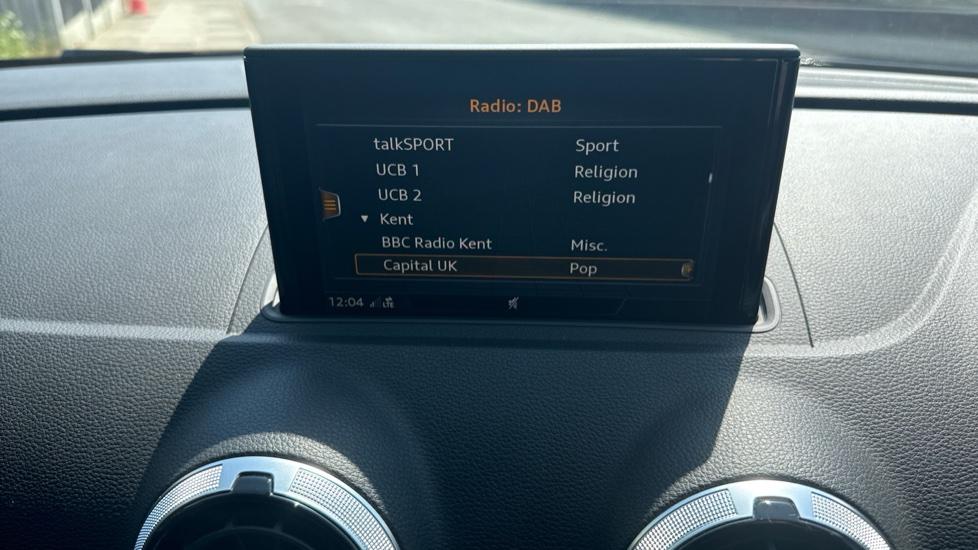 Radio: DAB
talkSPORT Sport
UCB 1 Religion
UCB 2 Religion
Kent
BBC Radio Kent Misc.
Capital UK Pop
12:04 LTE